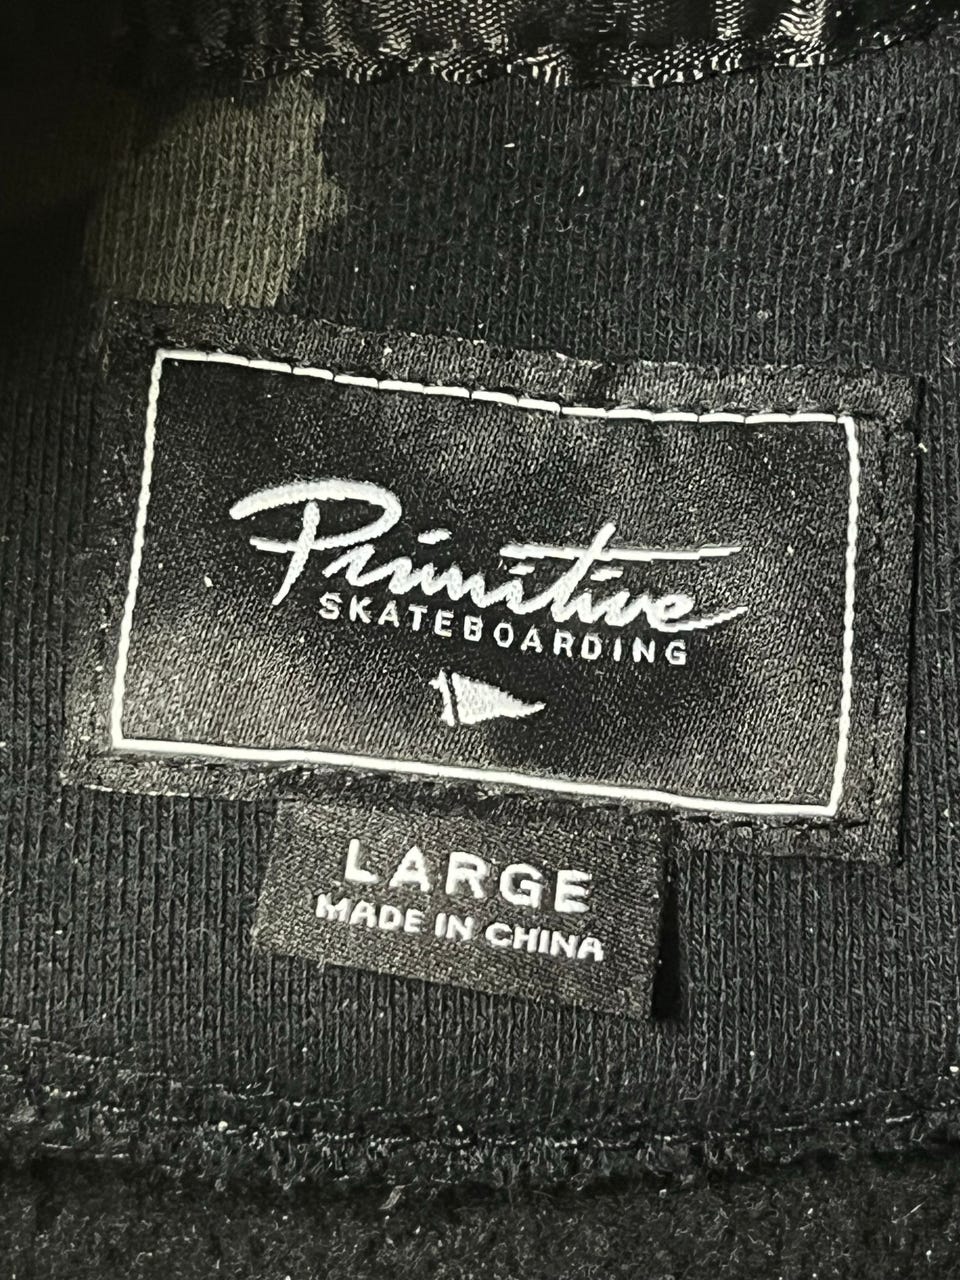 Primitive
SKATEBOARDING
LARGE
MADE IN CHINA